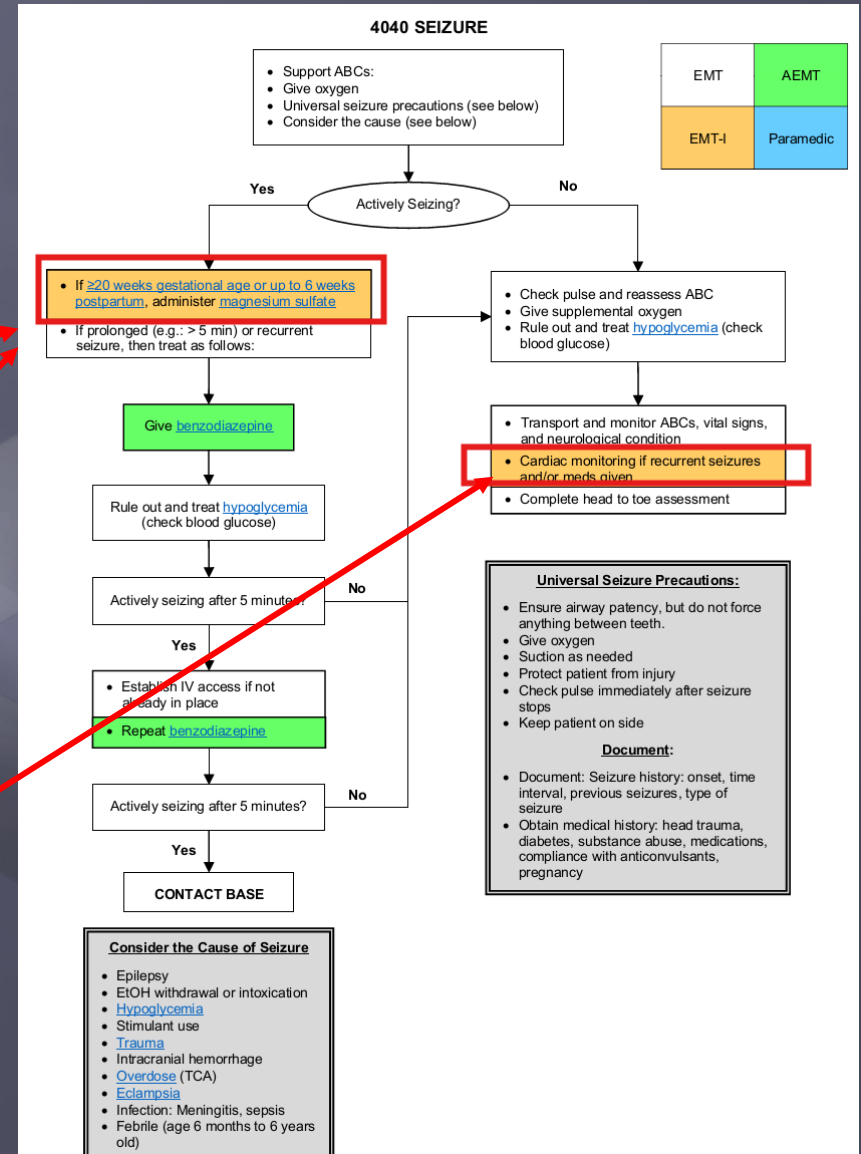 4040 SEIZURE
• Support ABCs:
• Give oxygen
• Universal seizure precautions (see below)
• Consider the cause (see below)
EMT
AEMT
EMT-I
Paramedic
Yes
No
Actively Seizing?
• If ≥20 weeks gestational age or up to 6 weeks
postpartum, administer magnesium sulfate
• If prolonged (e.g.: > 5 min) or recurrent
seizure, then treat as follows:
Give benzodiazepine
Rule out and treat hypoglycemia
(check blood glucose)
Actively seizing after 5 minutes?
No
Yes
• Establish IV access if not
already in place
• Repeat benzodiazepine
Actively seizing after 5 minutes?
No
Yes
CONTACT BASE
• Check pulse and reassess ABC
• Give supplemental oxygen
• Rule out and treat hypoglycemia (check
blood glucose)
• Transport and monitor ABCs, vital signs,
and neurological condition
• Cardiac monitoring if recurrent seizures
and/or meds given
• Complete head to toe assessment
Universal Seizure Precautions:
• Ensure airway patency, but do not force
anything between teeth.
• Give oxygen
• Suction as needed
• Protect patient from injury
• Check pulse immediately after seizure
stops
• Keep patient on side
Document:
• Document: Seizure history: onset, time
interval, previous seizures, type of
seizure
• Obtain medical history: head trauma,
diabetes, substance abuse, medications,
compliance with anticonvulsants,
pregnancy
Consider the Cause of Seizure
• Epilepsy
• EtOH withdrawal or intoxication
• Hypoglycemia
• Stimulant use
• Trauma
• Intracranial hemorrhage
• Overdose (TCA)
• Eclampsia
• Infection: Meningitis, sepsis
• Febrile (age 6 months to 6 years
old)